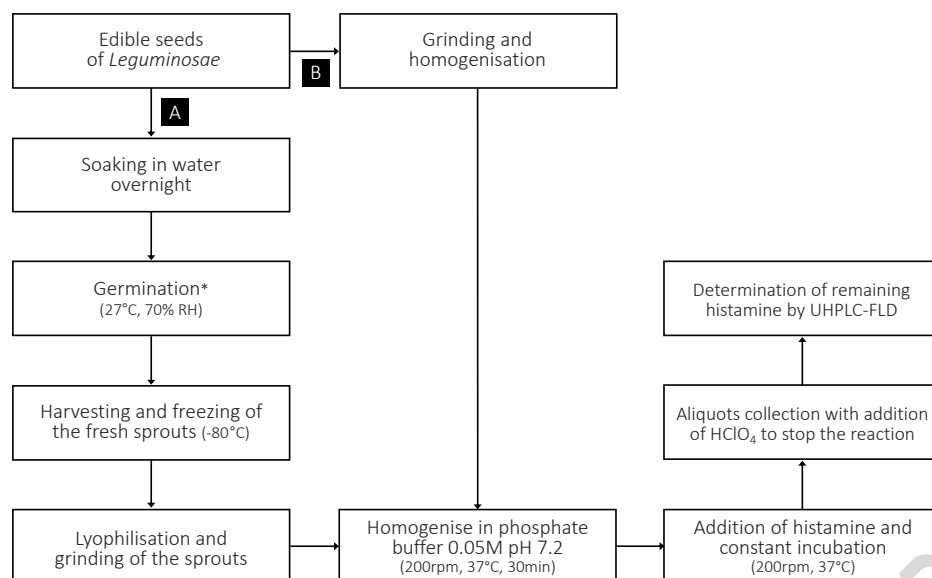 Edible seeds
of Leguminosae
B
Grinding and
homogenisation
A
Soaking in water
overnight
Germination*
(27°C, 70% RH)
Determination of remaining
histamine by UHPLC-FLD
Harvesting and freezing of
the fresh sprouts (-80°C)
Aliquots collection with addition
of HClO₄ to stop the reaction
Lyophilisation and
grinding of the sprouts
Homogenise in phosphate
buffer 0.05M pH 7.2
(200rpm, 37°C, 30min)
Addition of histamine and
constant incubation
(200rpm, 37°C)